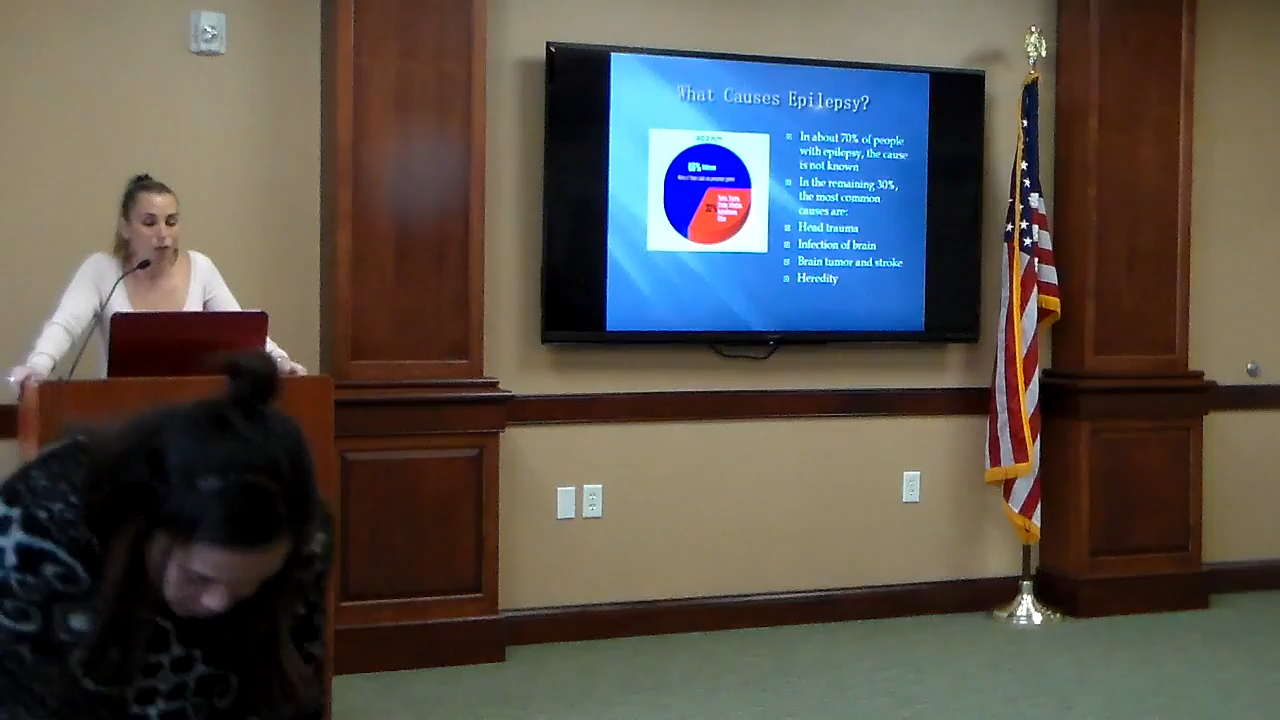 What Causes Epilepsy?
In about 70% of people
with epilepsy, the cause
is not known
In the remaining 30%,
the most common
causes are:
Head trauma
Infection of brain
Brain tumor and stroke
Heredity